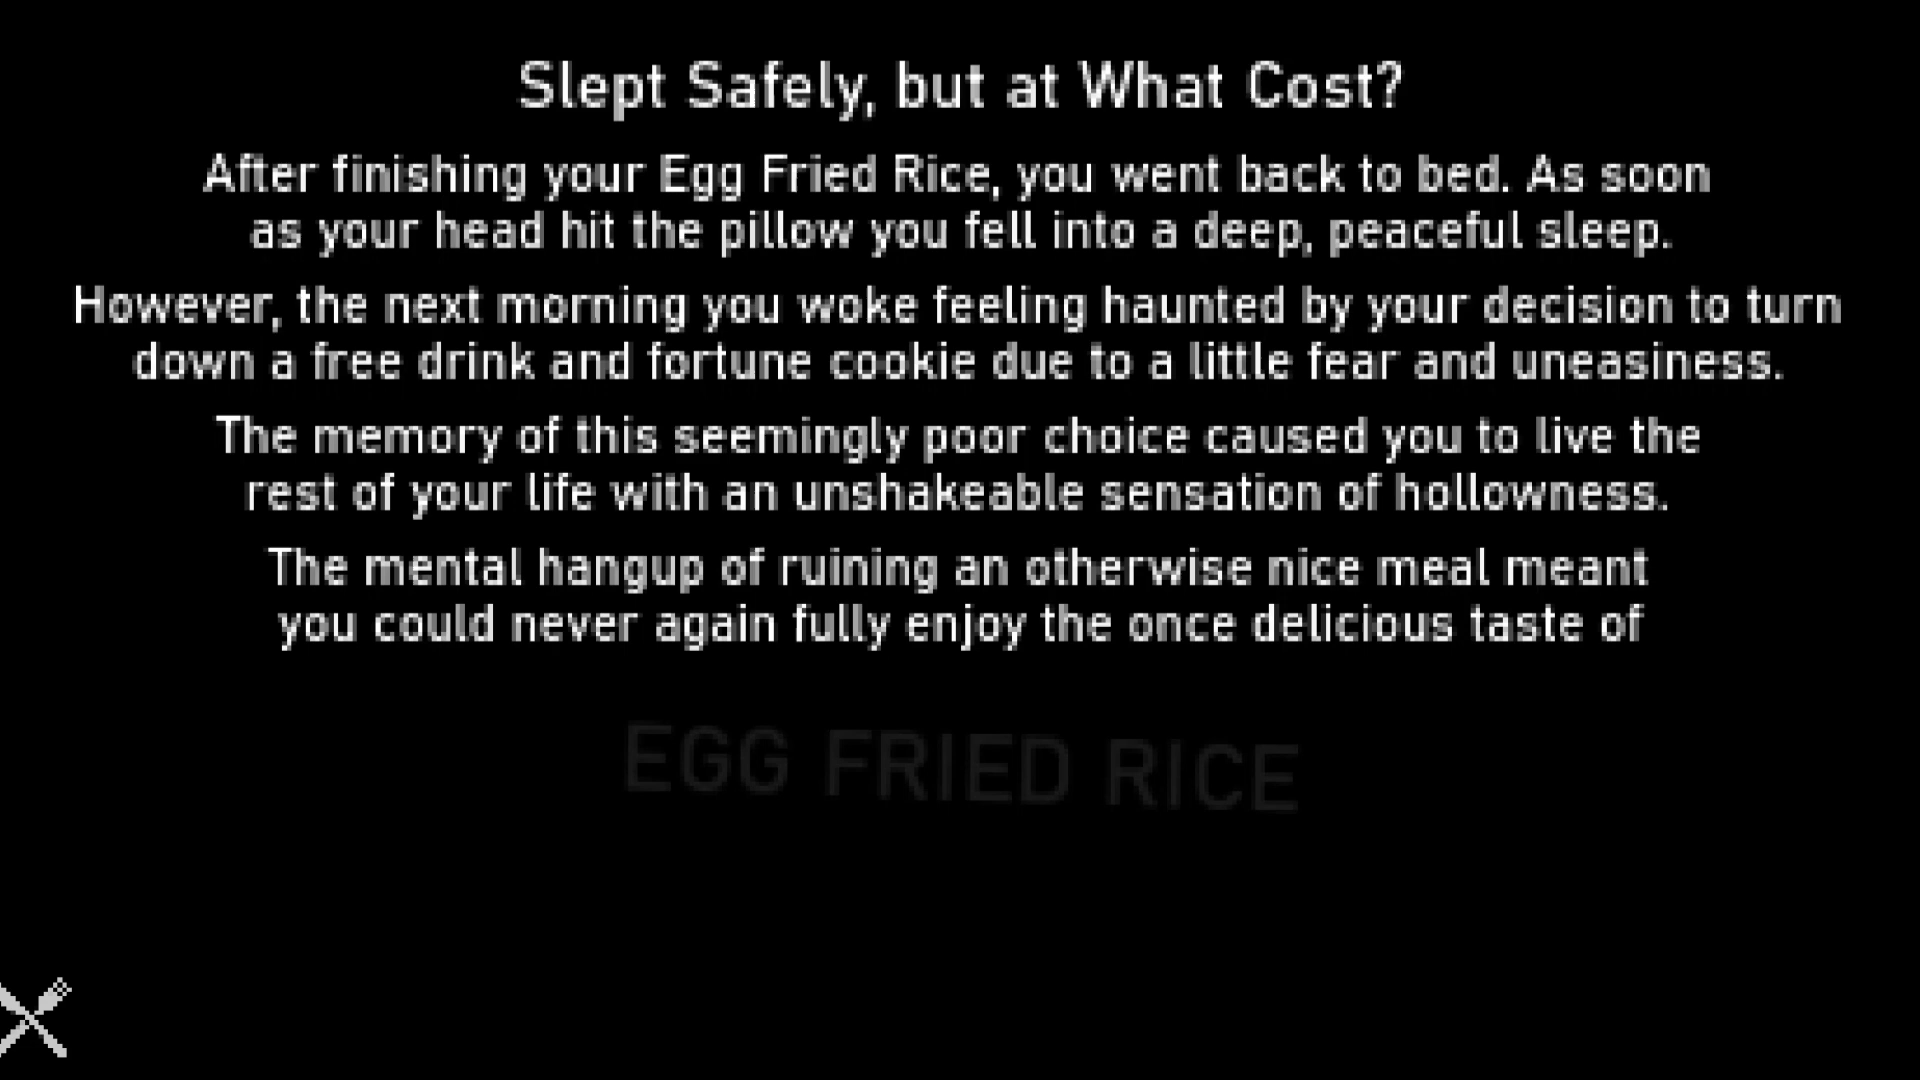 Slept Safely, but at What Cost?
After finishing your Egg Fried Rice, you went back to bed. As soon
as your head hit the pillow you fell into a deep, peaceful sleep.
However, the next morning you woke feeling haunted by your decision to turn
down a free drink and fortune cookie due to a little fear and uneasiness.
The memory of this seemingly poor choice caused you to live the
rest of your life with an unshakeable sensation of hollowness.
The mental hangup of ruining an otherwise nice meal meant
you could never again fully enjoy the once delicious taste of
EGG FRIED RICE